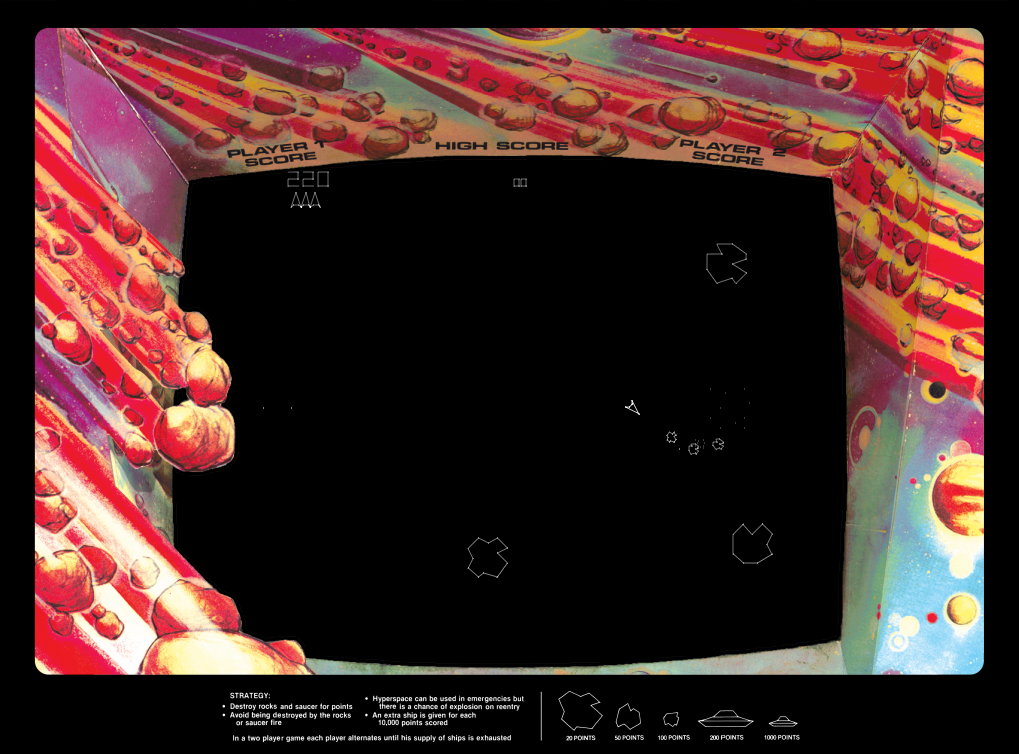 PLAYER 1
SCORE
HIGH SCORE
PLAYER 2
SCORE
220
00
STRATEGY:
• Destroy rocks and saucer for points
• Avoid being destroyed by the rocks
or saucer fire
• Hyperspace can be used in emergencies but
there is a chance of explosion on reentry
• An extra ship is given for each
10,000 points scored
In a two player game each player alternates until his supply of ships is exhausted
20 POINTS
50 POINTS
100 POINTS
200 POINTS
1000 POINTS